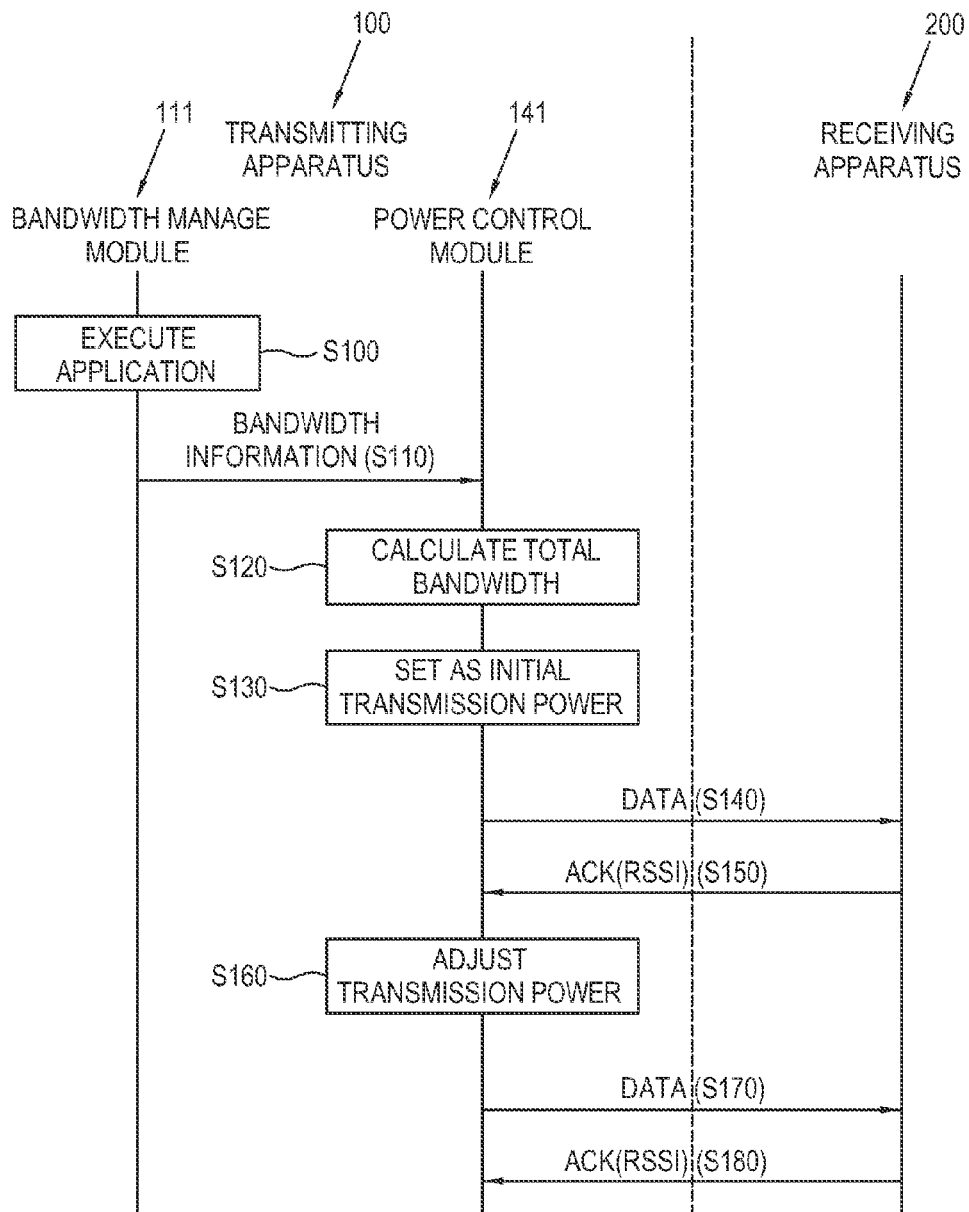 100
200
111
TRANSMITTING
APPARATUS
141
RECEIVING
APPARATUS
BANDWIDTH MANAGE
MODULE
POWER CONTROL
MODULE
EXECUTE
APPLICATION
S100
BANDWIDTH
INFORMATION (S110)
S120
CALCULATE TOTAL
BANDWIDTH
S130
SET AS INITIAL
TRANSMISSION POWER
DATA (S140)
ACK(RSSI) (S150)
S160
ADJUST
TRANSMISSION POWER
DATA (S170)
ACK(RSSI) (S180)